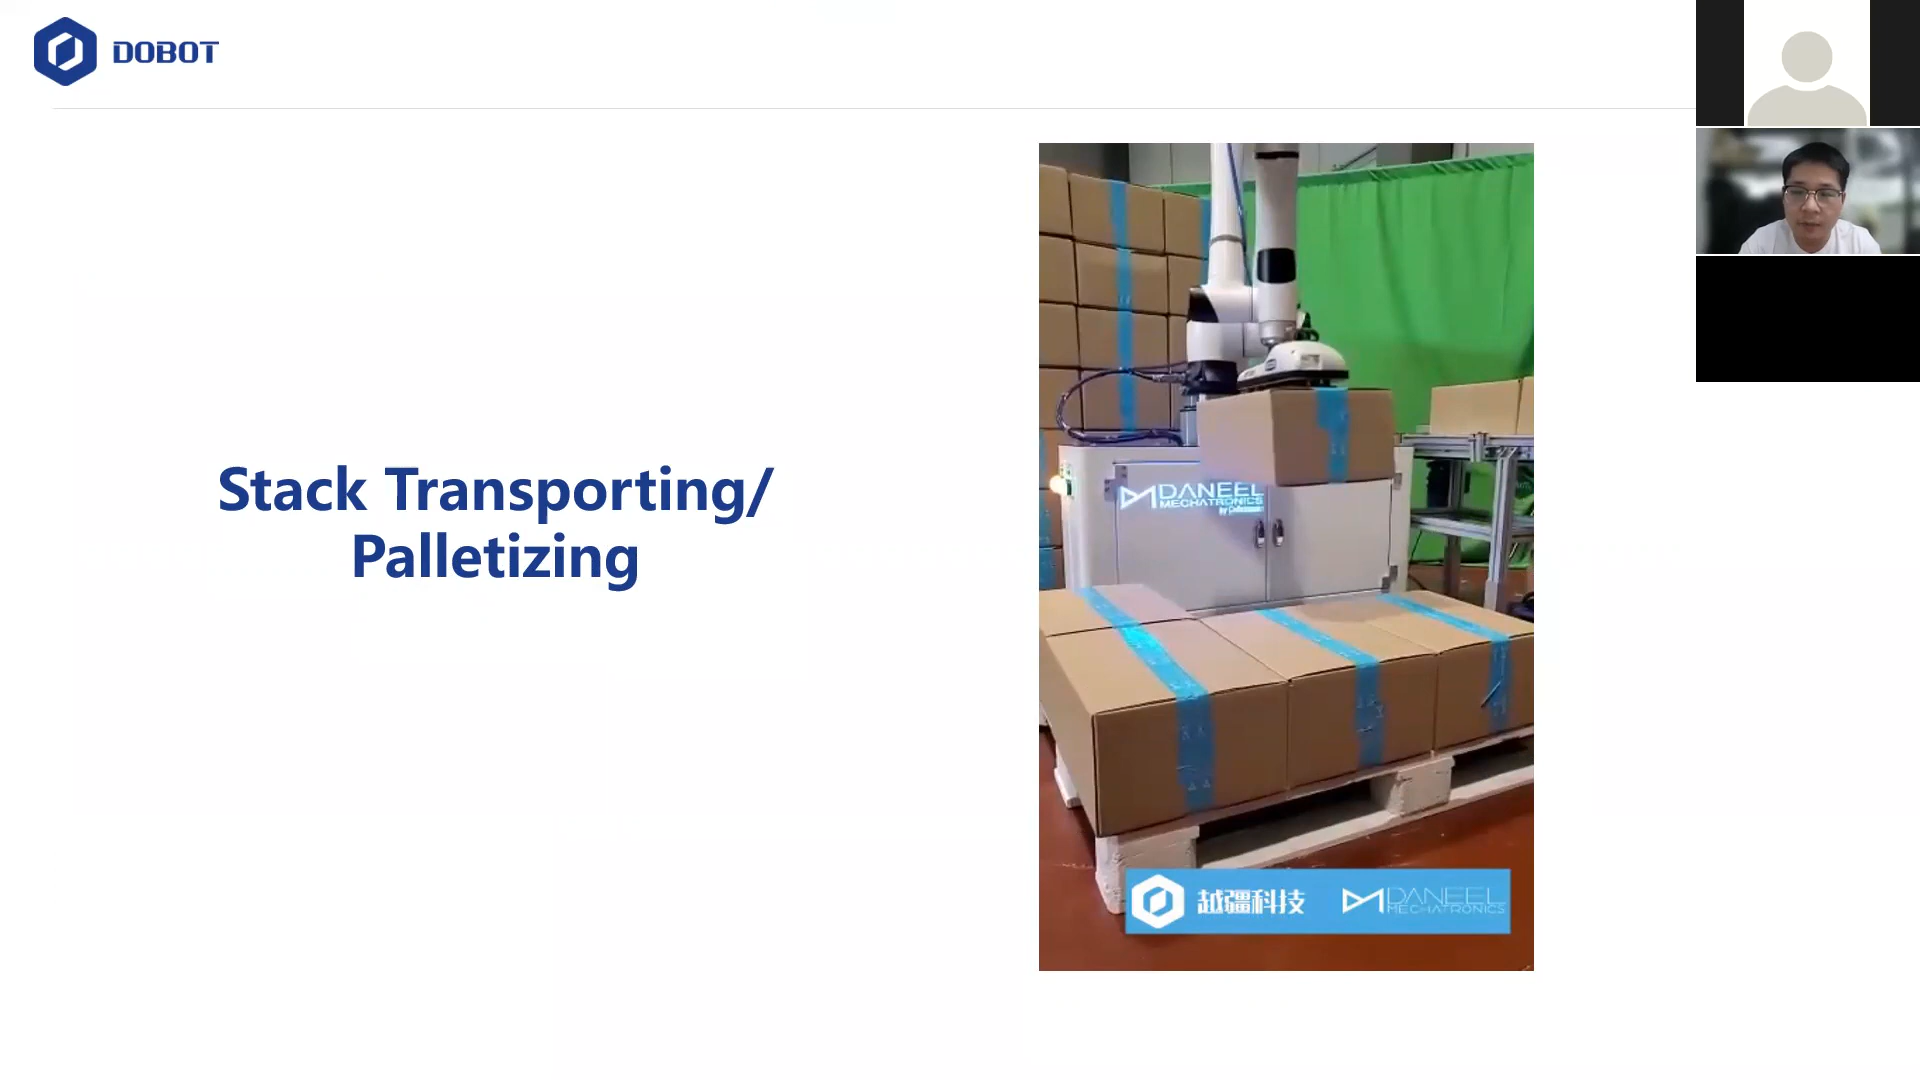 DOBOT
Stack Transporting/
Palletizing
DANEEL
MECHATRONICS
越疆科技
DANEEL
MECHATRONICS